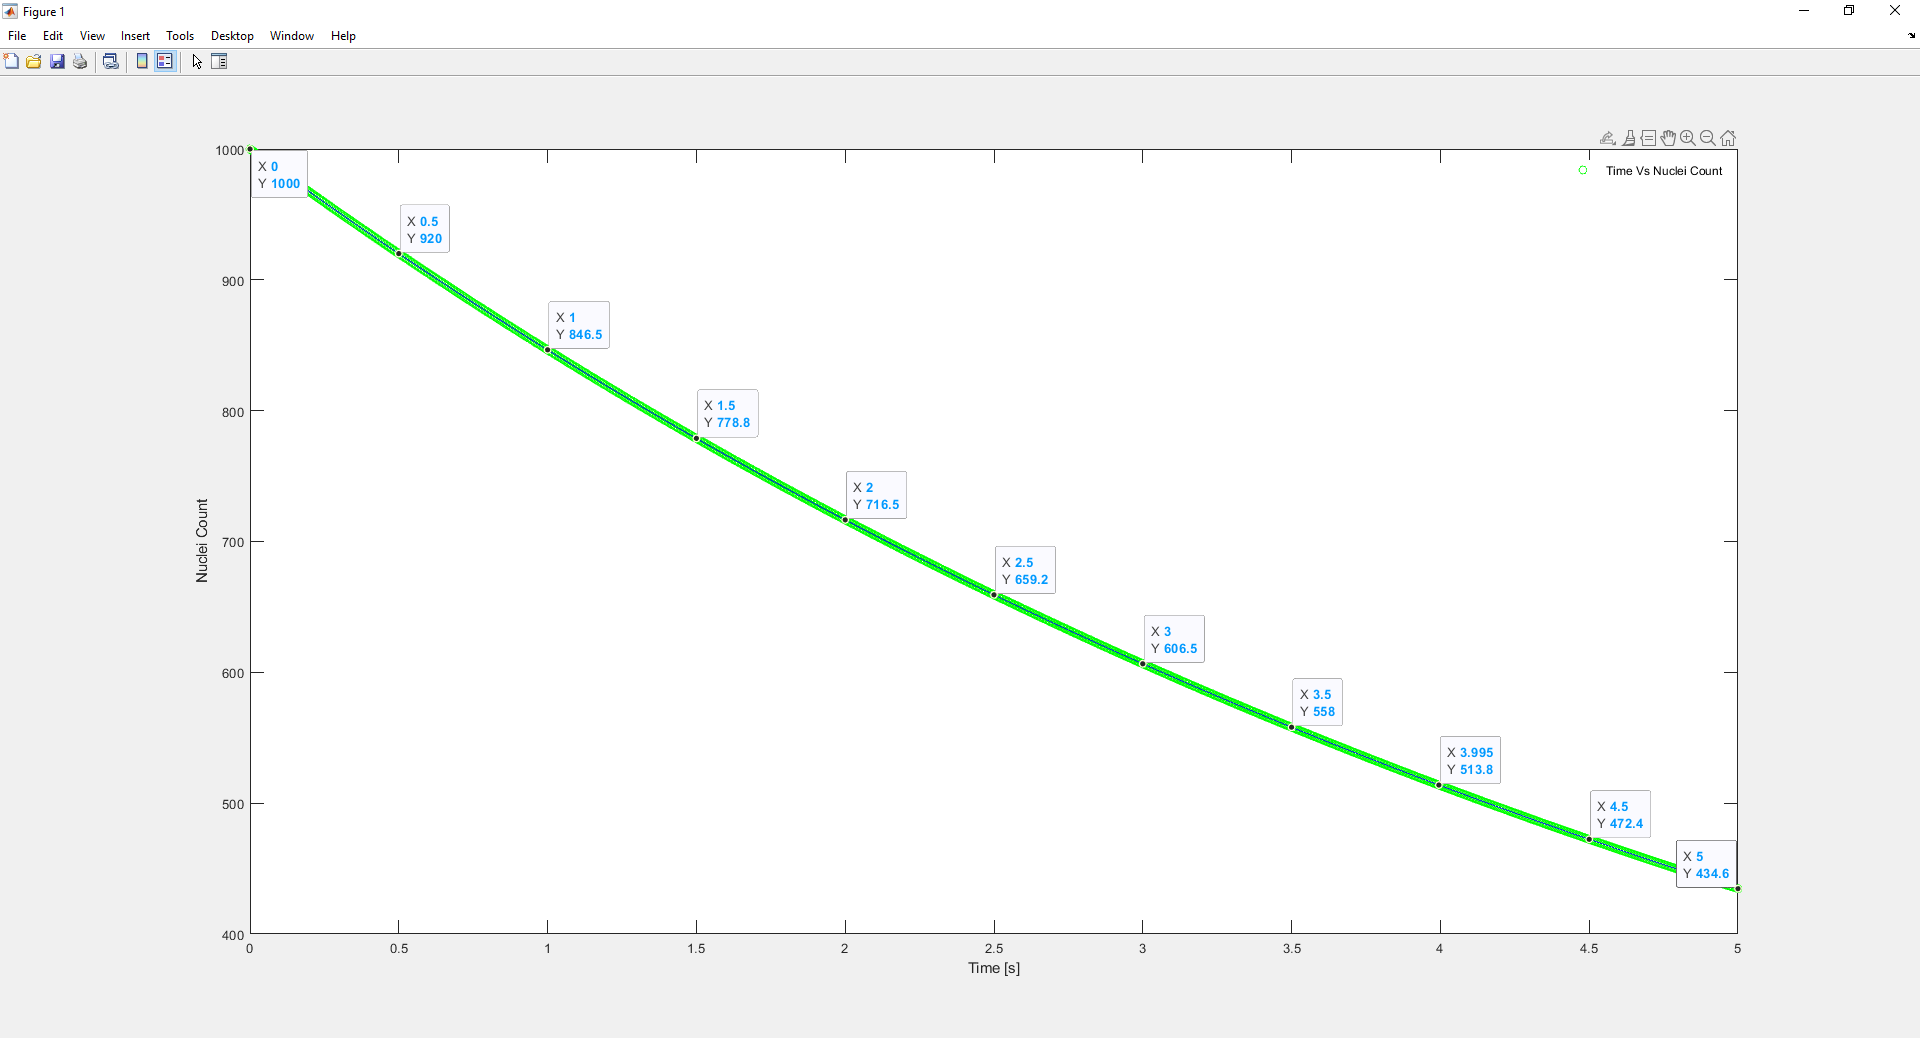 Figure 1
File Edit View Insert Tools Desktop Window Help
1000
900
800
700
600
500
400
Nuclei Count
Time Vs Nuclei Count
X 0
Y 1000
X 0.5
Y 920
X 1
Y 846.5
X 1.5
Y 778.8
X 2
Y 716.5
X 2.5
Y 659.2
X 3
Y 606.5
X 3.5
Y 558
X 3.995
Y 513.8
X 4.5
Y 472.4
X 5
Y 434.6
0 0.5 1 1.5 2 2.5 3 3.5 4 4.5 5
Time [s]